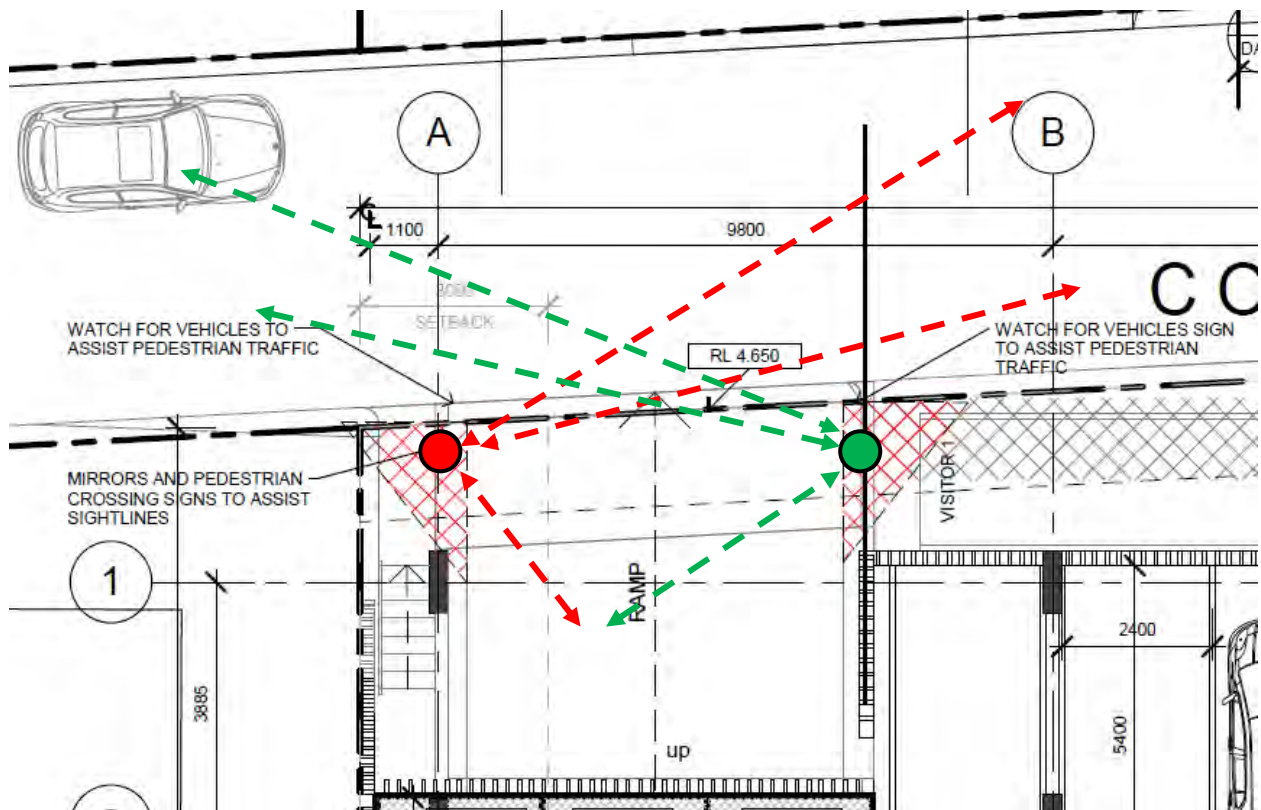 DA
A
B
1100
9800
C O
SETBACK
WATCH FOR VEHICLES TO
ASSIST PEDESTRIAN TRAFFIC
RL 4.650
WATCH FOR VEHICLES SIGN
TO ASSIST PEDESTRIAN
TRAFFIC
MIRRORS AND PEDESTRIAN
CROSSING SIGNS TO ASSIST
SIGHTLINES
VISITOR 1
1
RAMP
2400
3885
5400
up